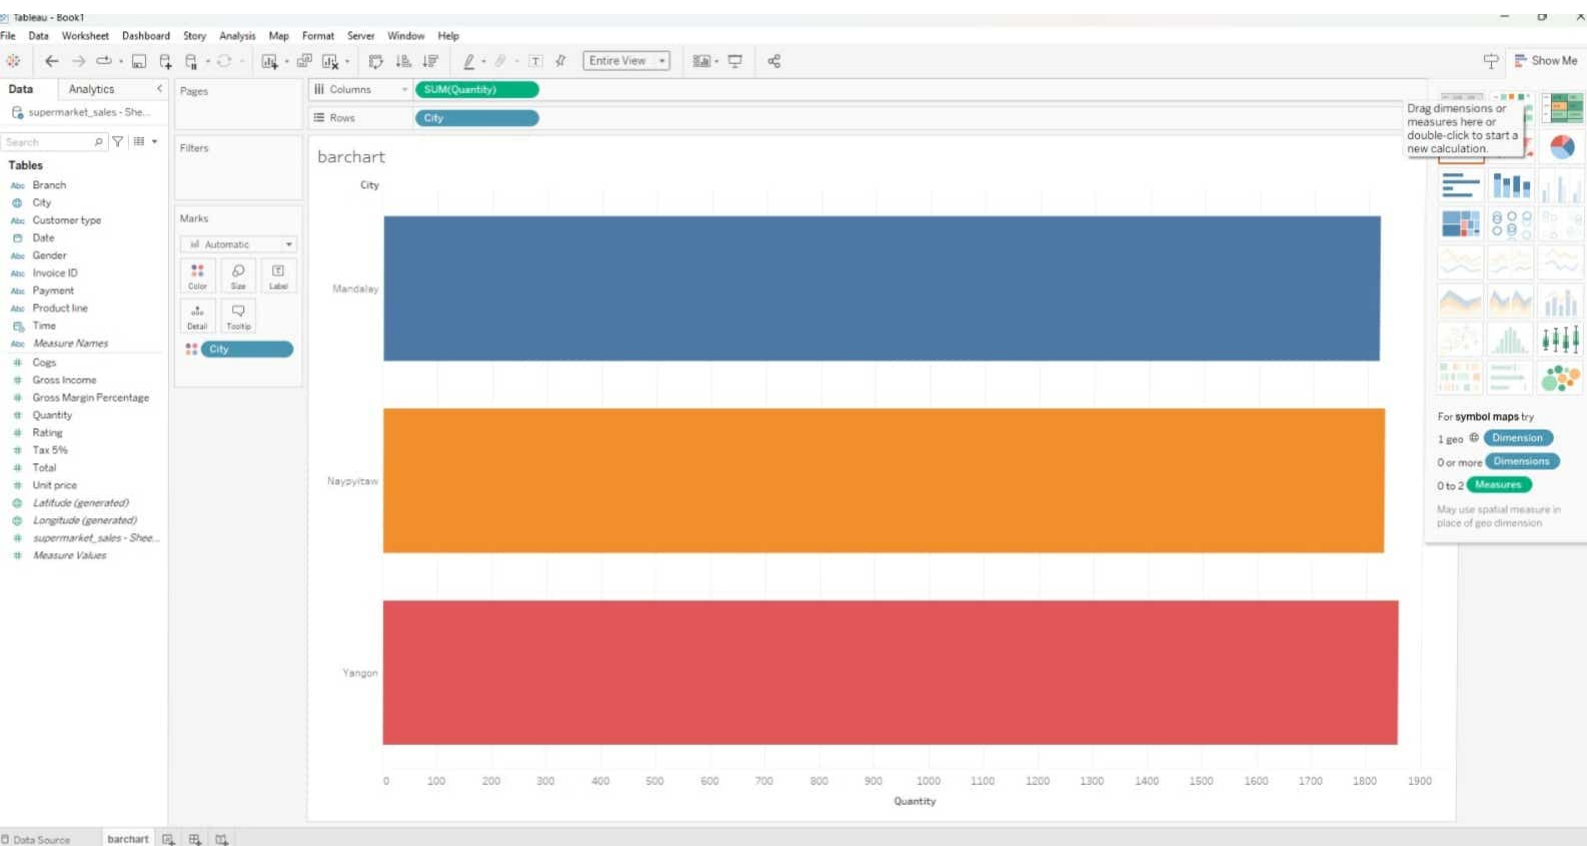 Tableau - Book1
File Data Worksheet Dashboard Story Analysis Map Format Server Window Help
Entire View
Show Me
Data Analytics
Pages
Columns SUM(Quantity)
supermarket_sales - She...
Rows City
Drag dimensions or
measures here or
double-click to start a
new calculation.
Search
Filters
barchart
Tables
City
Abc Branch
City
Abc Customer type
Date
Abc Gender
Abc Invoice ID
Abc Payment
Abc Product line
Time
Abc Measure Names
Cogs
Gross Income
Gross Margin Percentage
Quantity
Rating
Tax 5%
Total
Unit price
Latitude (generated)
Longitude (generated)
supermarket_sales - Shee...
Measure Values
Marks
Automatic
Color Size Label
Detail Tooltip
City
Mandalay
Naypyitaw
Yangon
0 100 200 300 400 500 600 700 800 900 1000 1100 1200 1300 1400 1500 1600 1700 1800 1900
Quantity
For symbol maps try
1 geo Dimension
0 or more Dimensions
0 to 2 Measures
May use spatial measure in
place of geo dimension
Data Source barchart